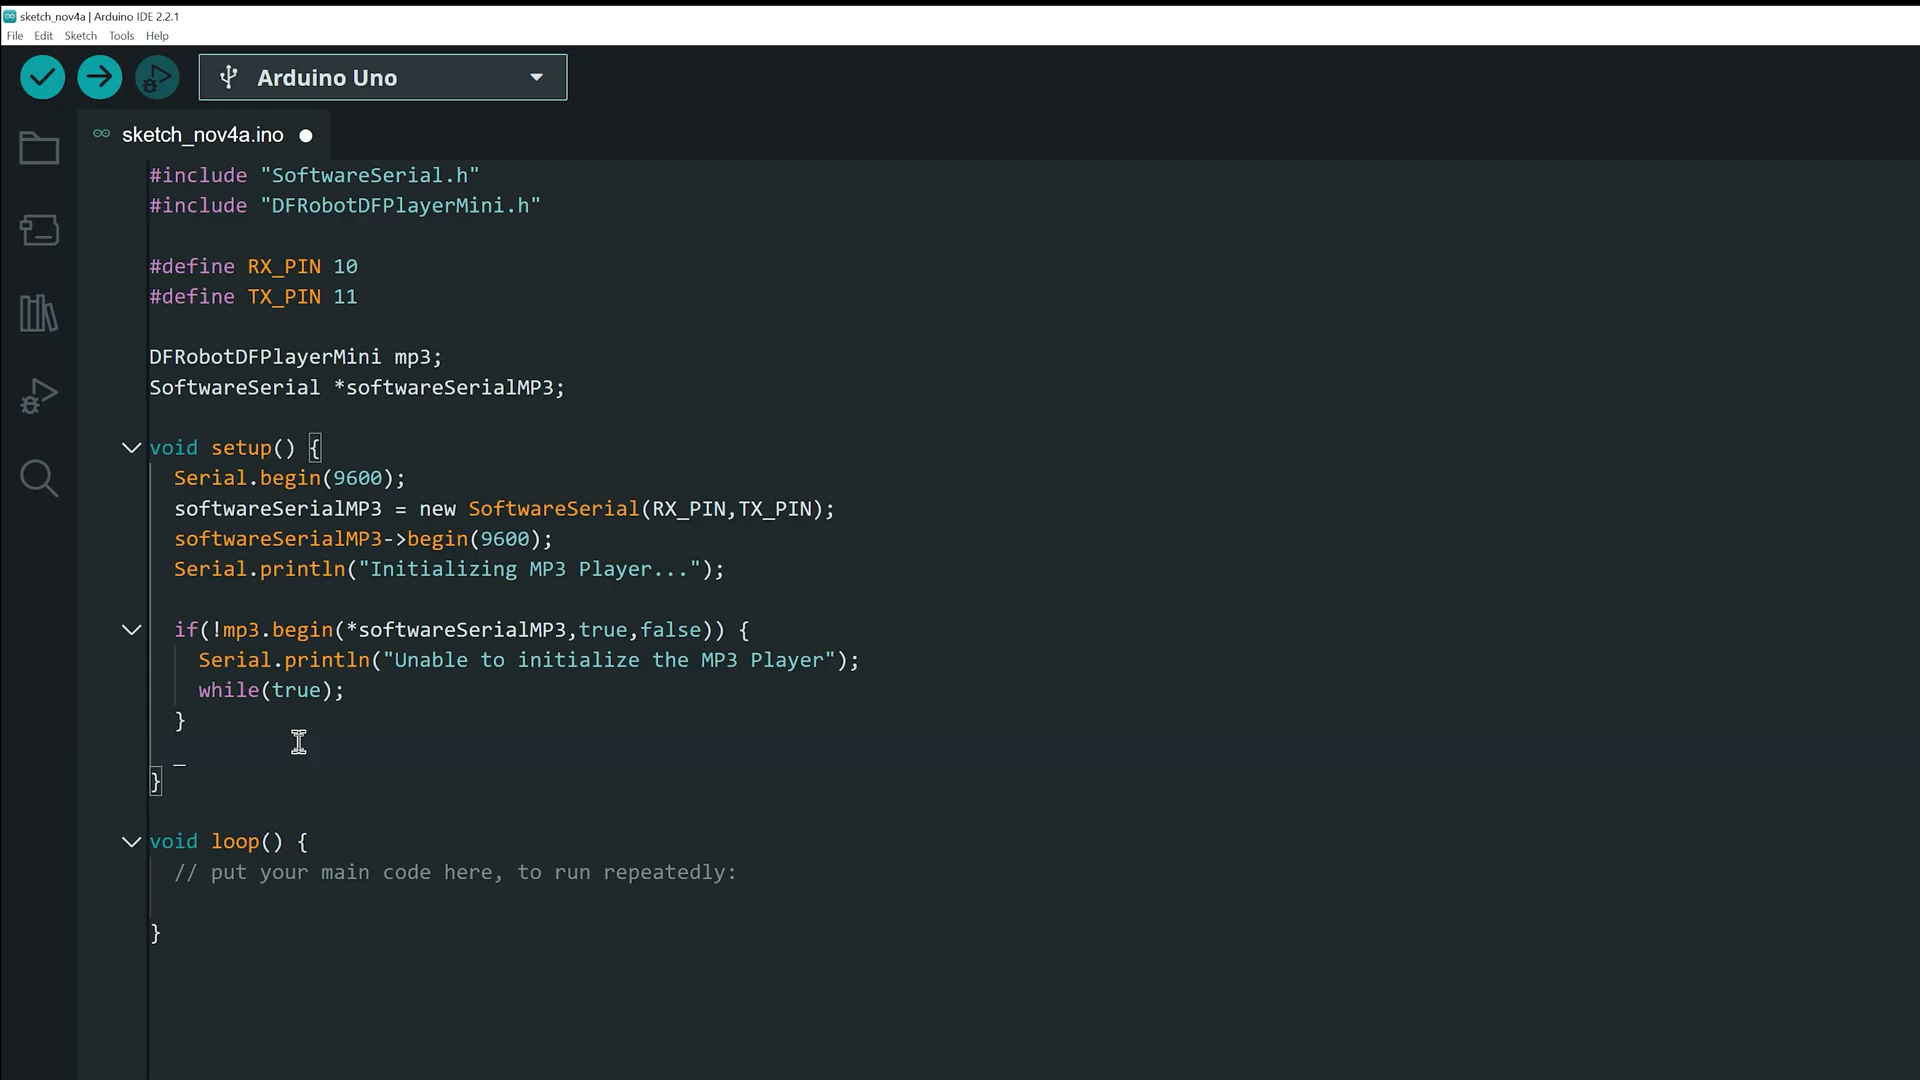 sketch_nov4a | Arduino IDE 2.2.1
File Edit Sketch Tools Help
Arduino Uno
sketch_nov4a.ino
#include "SoftwareSerial.h"
#include "DFRobotDFPlayerMini.h"
#define RX_PIN 10
#define TX_PIN 11
DFRobotDFPlayerMini mp3;
SoftwareSerial *softwareSerialMP3;
void setup() {
Serial.begin(9600);
softwareSerialMP3 = new SoftwareSerial(RX_PIN,TX_PIN);
softwareSerialMP3->begin(9600);
Serial.println("Initializing MP3 Player...");
if(!mp3.begin(*softwareSerialMP3,true,false)) {
Serial.println("Unable to initialize the MP3 Player");
while(true);
}
_
}
void loop() {
// put your main code here, to run repeatedly:
}